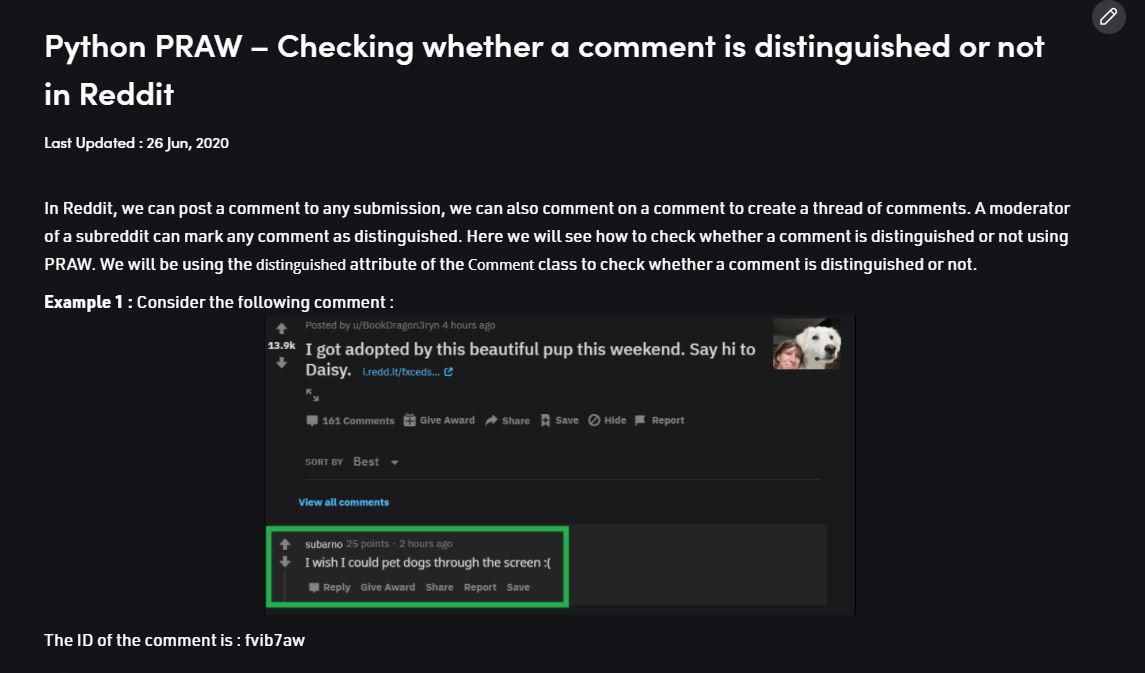 Python PRAW – Checking whether a comment is distinguished or not
in Reddit
Last Updated : 26 Jun, 2020
In Reddit, we can post a comment to any submission, we can also comment on a comment to create a thread of comments. A moderator
of a subreddit can mark any comment as distinguished. Here we will see how to check whether a comment is distinguished or not using
PRAW. We will be using the distinguished attribute of the Comment class to check whether a comment is distinguished or not.
Example 1 : Consider the following comment :
Posted by u/BookDragon3ryn 4 hours ago
13.9k
I got adopted by this beautiful pup this weekend. Say hi to
Daisy. i.redd.it/fxceds...
161 Comments Give Award Share Save Hide Report
SORT BY Best
View all comments
subarno 25 points · 2 hours ago
I wish I could pet dogs through the screen :(
Reply Give Award Share Report Save
The ID of the comment is : fvib7aw